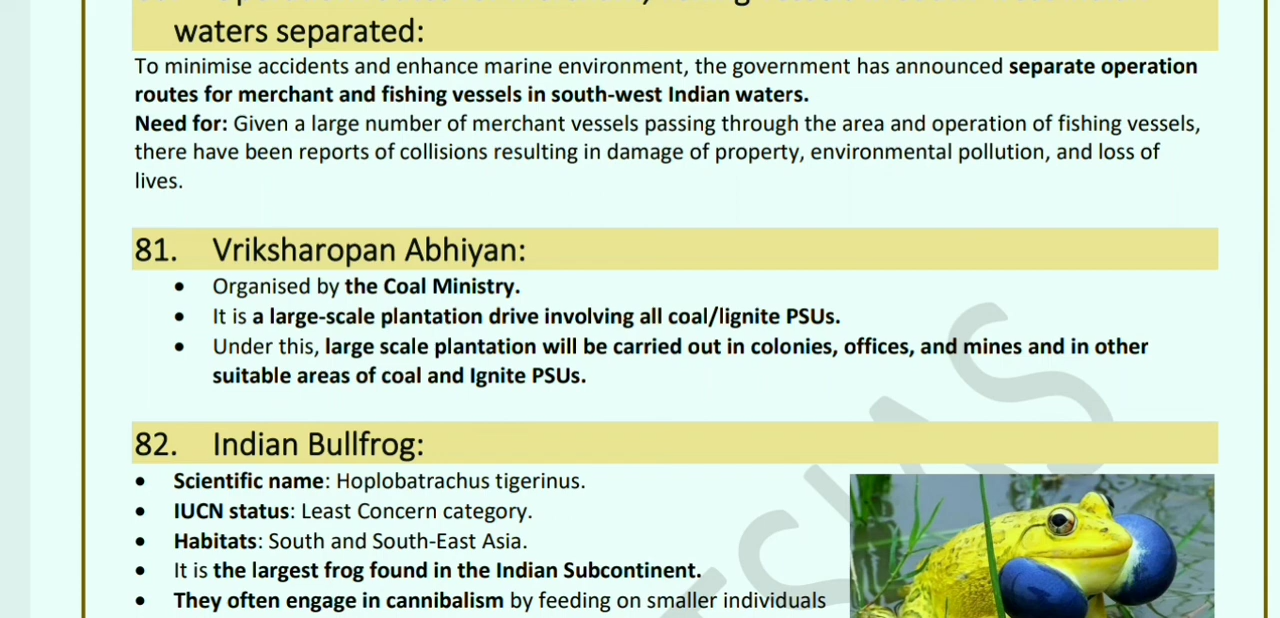 waters separated:
To minimise accidents and enhance marine environment, the government has announced separate operation
routes for merchant and fishing vessels in south-west Indian waters.
Need for: Given a large number of merchant vessels passing through the area and operation of fishing vessels,
there have been reports of collisions resulting in damage of property, environmental pollution, and loss of
lives.
81. Vriksharopan Abhiyan:
• Organised by the Coal Ministry.
• It is a large-scale plantation drive involving all coal/lignite PSUs.
• Under this, large scale plantation will be carried out in colonies, offices, and mines and in other
suitable areas of coal and Ignite PSUs.
82. Indian Bullfrog:
• Scientific name: Hoplobatrachus tigerinus.
• IUCN status: Least Concern category.
• Habitats: South and South-East Asia.
• It is the largest frog found in the Indian Subcontinent.
• They often engage in cannibalism by feeding on smaller individuals